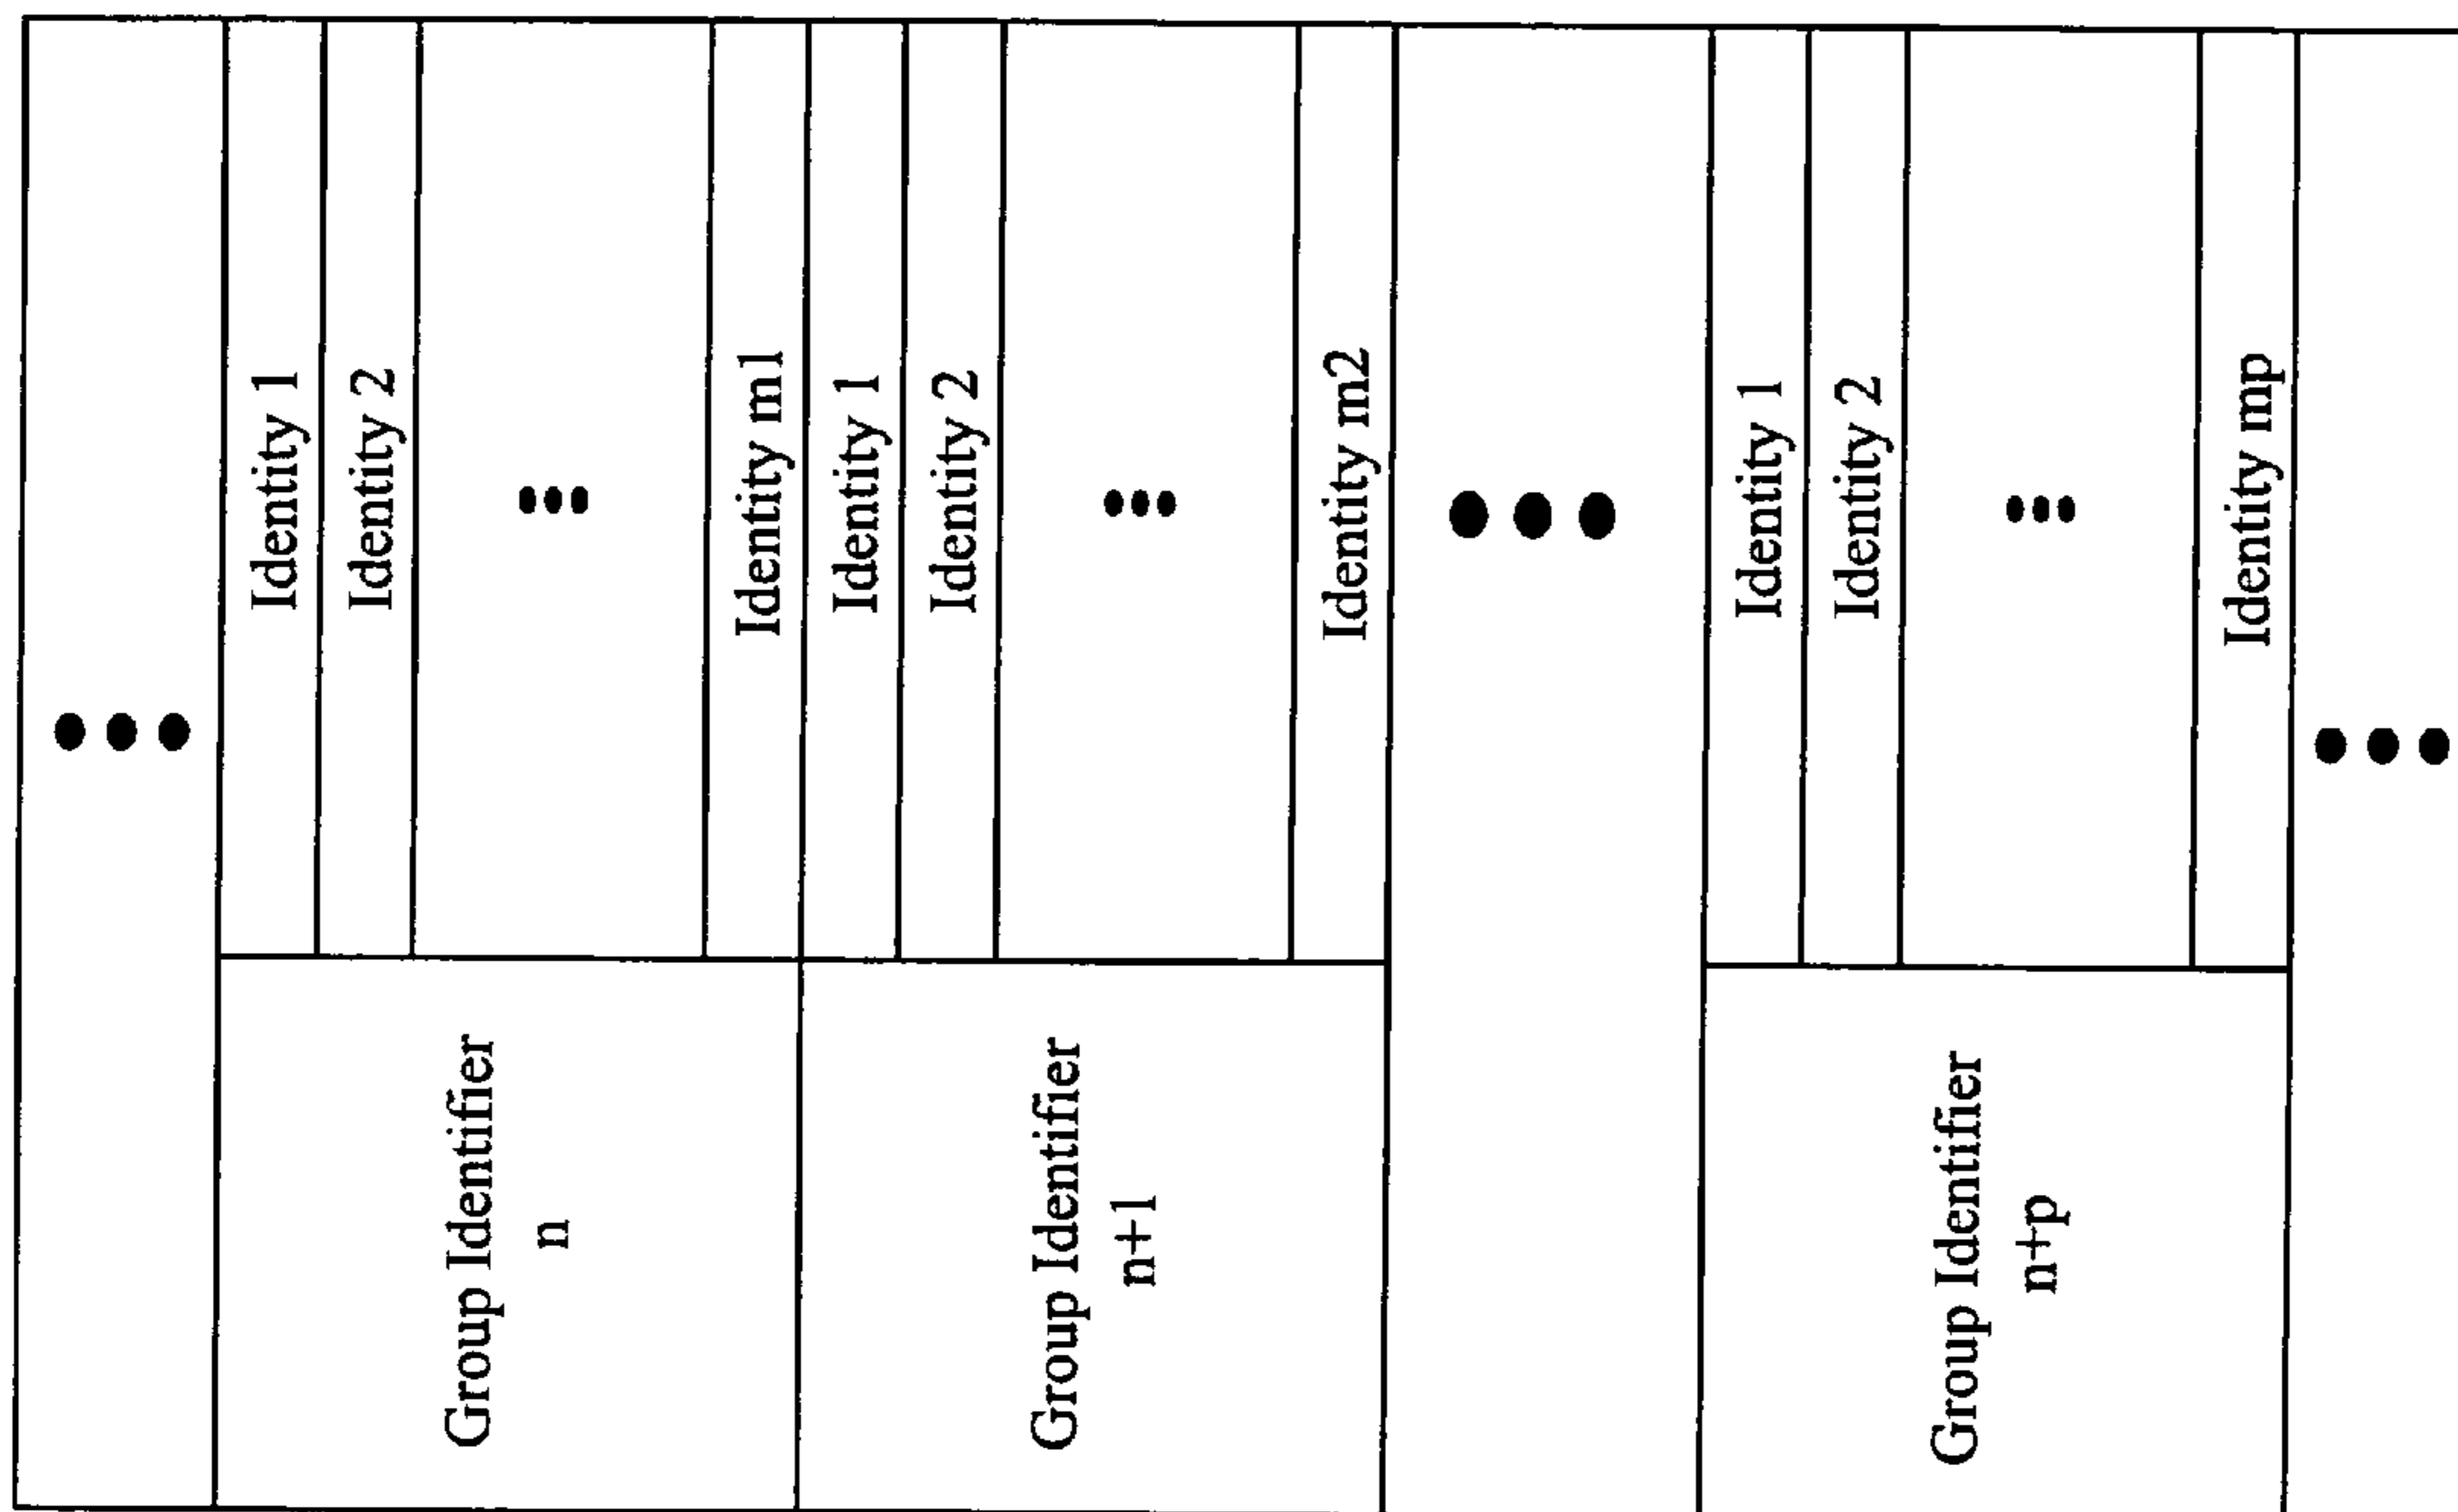 •••
Group Identifier
n
Identity 1
Identity 2
•••
Identity m1
Group Identifier
n+1
Identity 1
Identity 2
•••
Identity m2
•••
Group Identifier
n+p
Identity 1
Identity 2
•••
Identity mp
•••